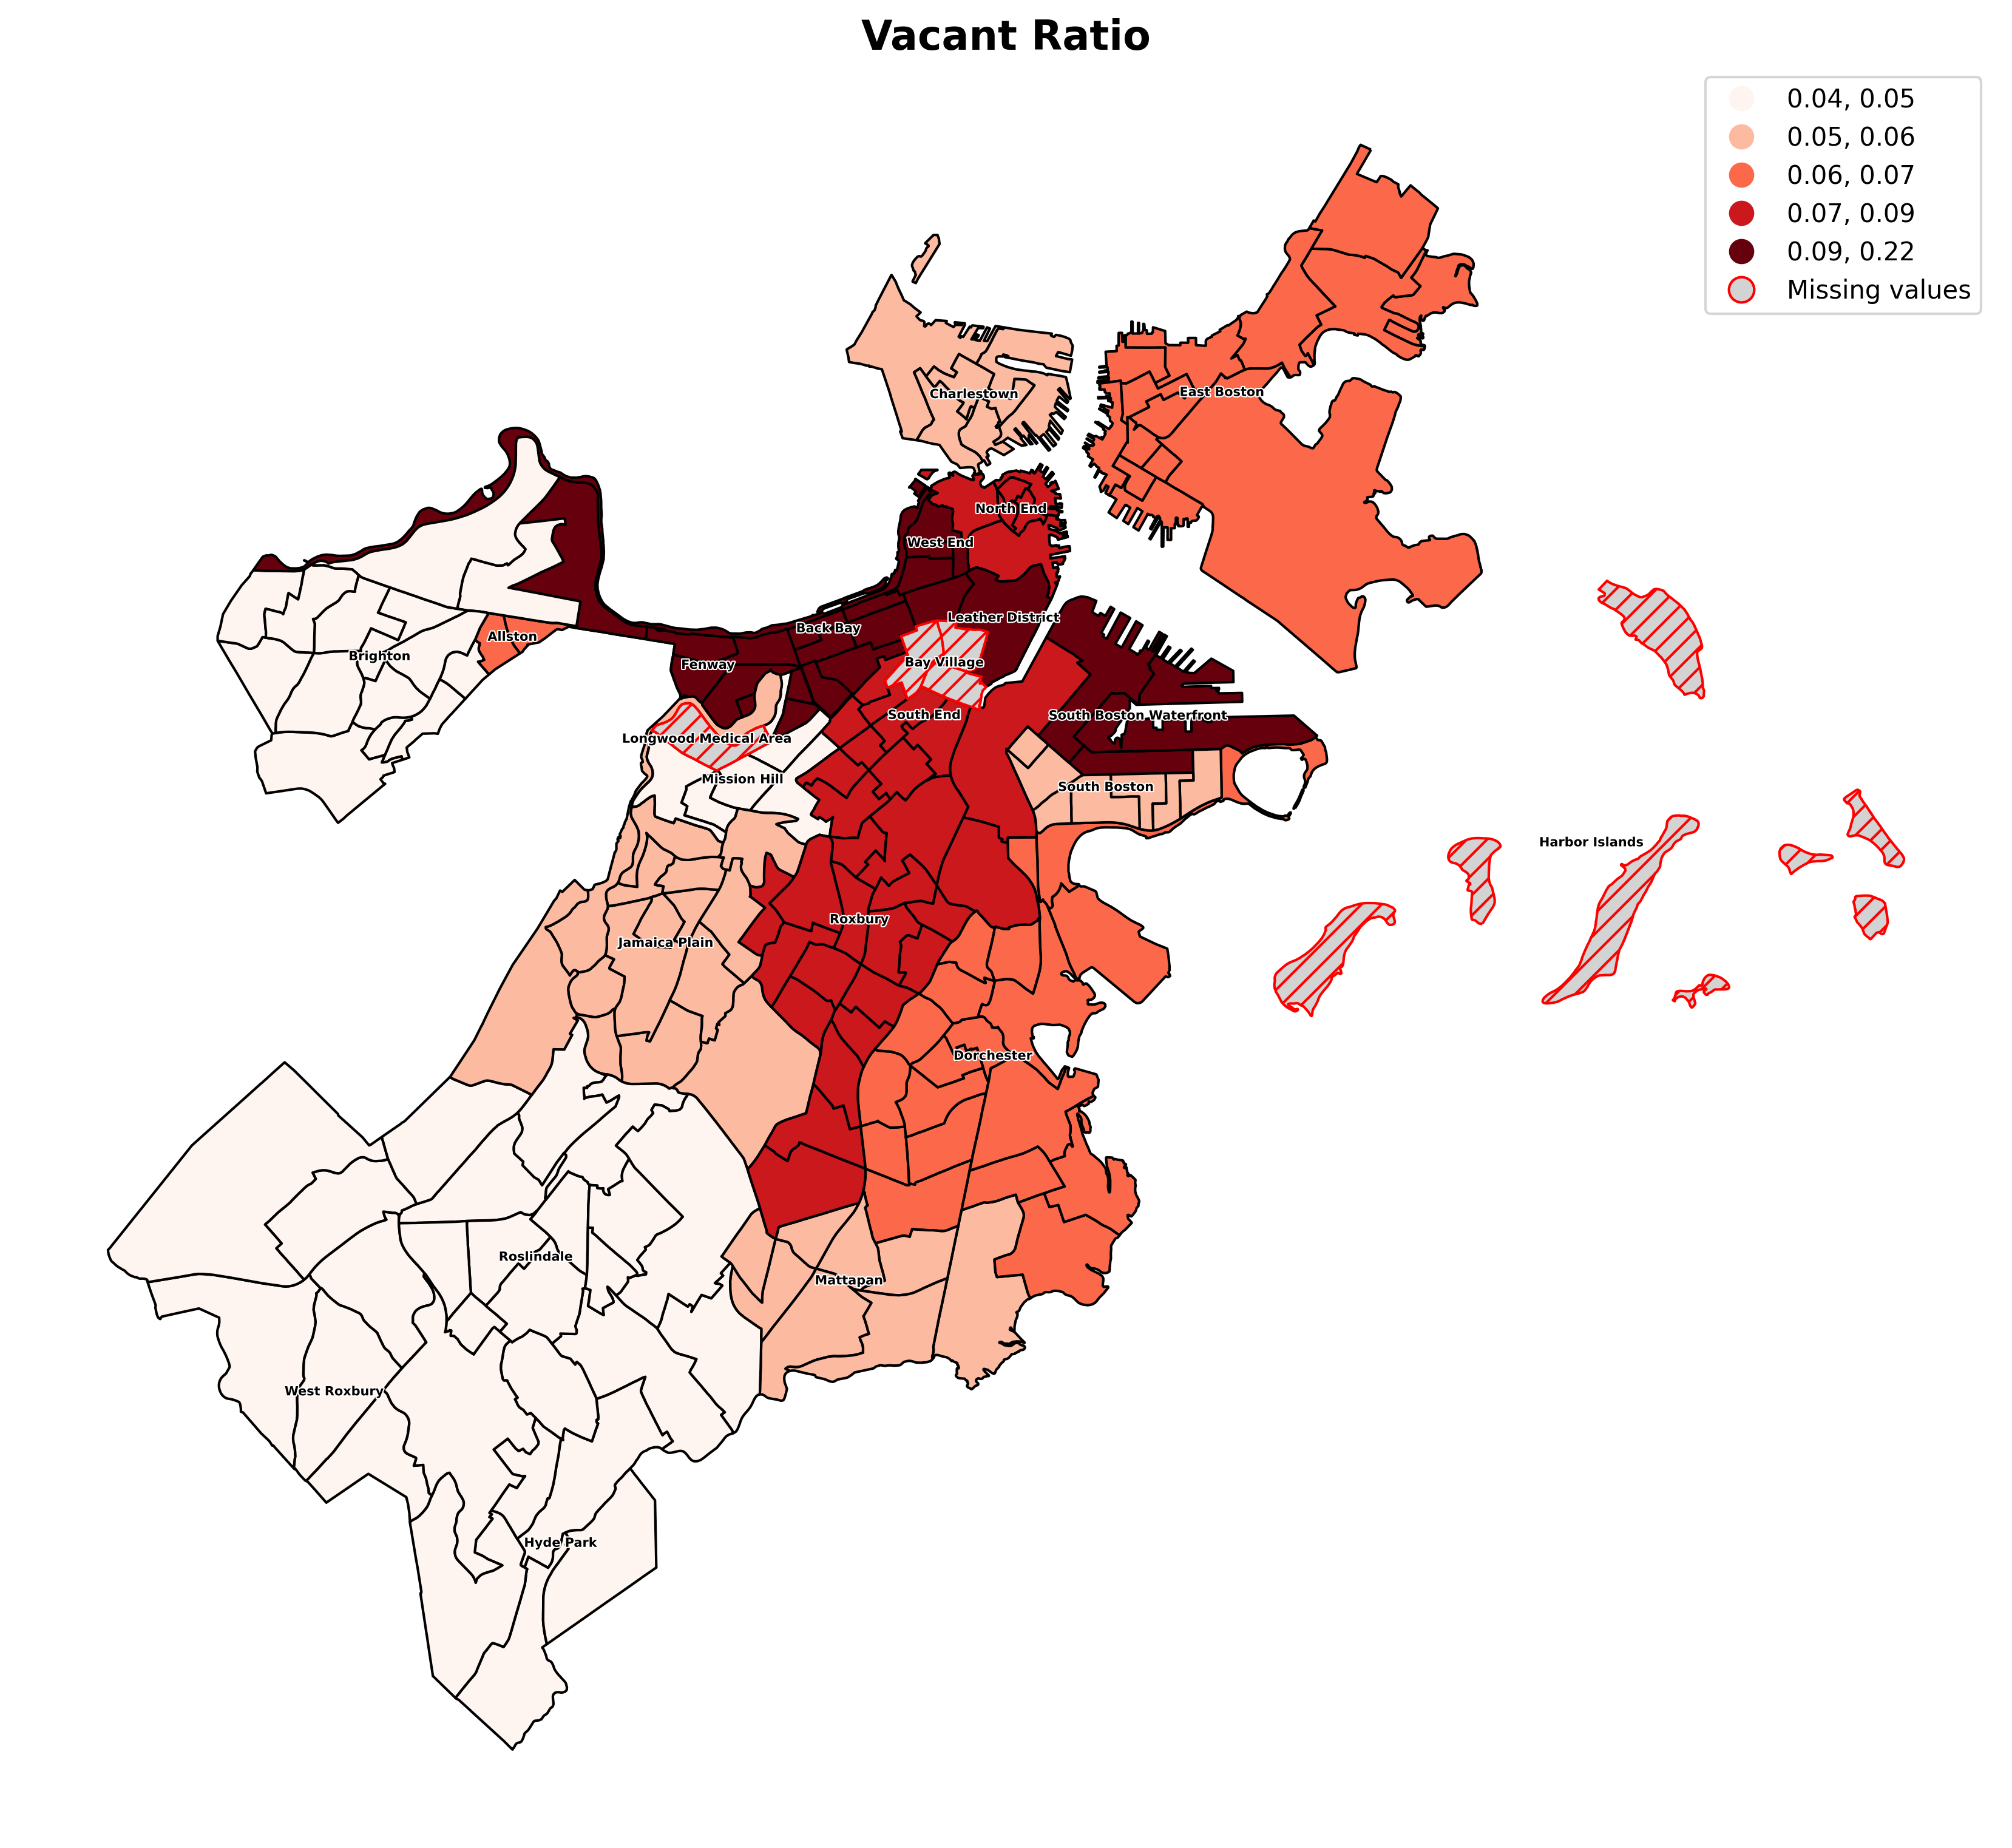 Vacant Ratio
0.04, 0.05
0.05, 0.06
0.06, 0.07
0.07, 0.09
0.09, 0.22
Missing values
Charlestown
East Boston
North End
West End
Leather District
Back Bay
Allston
Brighton
Fenway
Bay Village
South End
South Boston Waterfront
Longwood Medical Area
Mission Hill
South Boston
Harbor Islands
Roxbury
Jamaica Plain
Dorchester
Roslindale
Mattapan
West Roxbury
Hyde Park